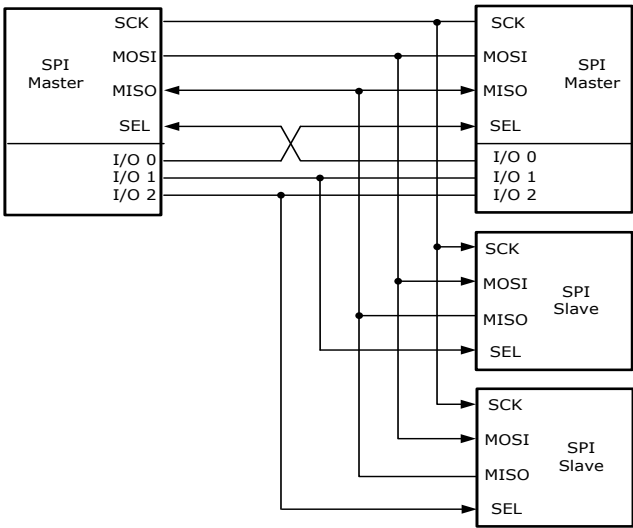 SCK
MOSI
SPI
Master
MISO
SEL
I/O 0
I/O 1
I/O 2
SCK
MOSI
SPI
Master
MISO
SEL
I/O 0
I/O 1
I/O 2
SCK
MOSI
SPI
Slave
MISO
SEL
SCK
MOSI
SPI
Slave
MISO
SEL